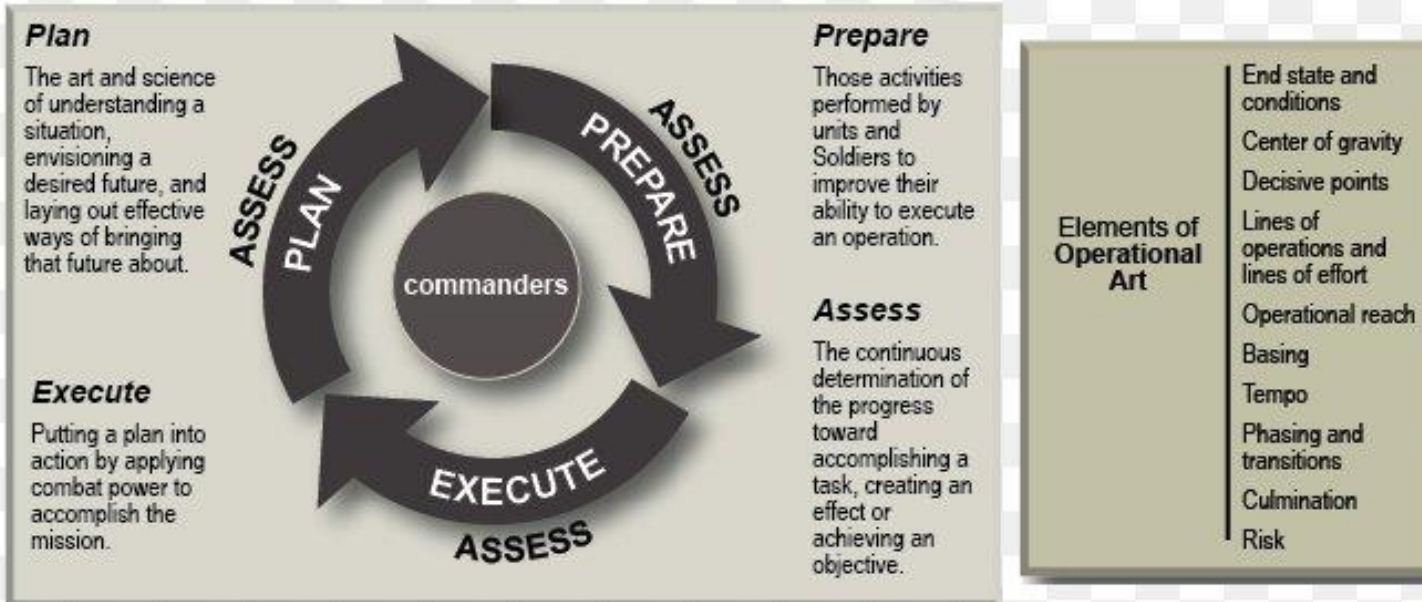 Plan
The art and science
of understanding a
situation,
envisioning a
desired future, and
laying out effective
ways of bringing
that future about.
Execute
Putting a plan into
action by applying
combat power to
accomplish the
mission.
ASSESS
PLAN
ASSESS
PREPARE
commanders
EXECUTE
ASSESS
Prepare
Those activities
performed by
units and
Soldiers to
improve their
ability to execute
an operation.
Assess
The continuous
determination of
the progress
toward
accomplishing a
task, creating an
effect or
achieving an
objective.
Elements of
Operational
Art
End state and
conditions
Center of gravity
Decisive points
Lines of
operations and
lines of effort
Operational reach
Basing
Tempo
Phasing and
transitions
Culmination
Risk